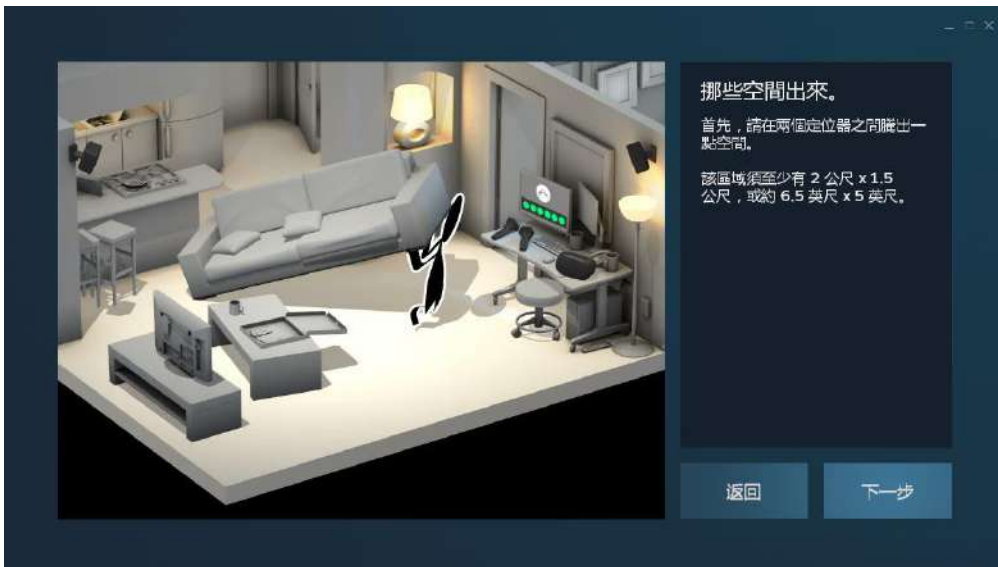 挪些空間出來。
首先，請在兩個定位器之間騰出一
點空間。
該區域須至少有 2 公尺 x 1.5
公尺，或約 6.5 英尺 x 5 英尺。
返回
下一步